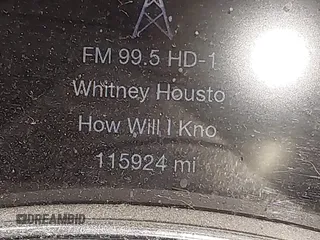 FM 99.5 HD-1
Whitney Housto
How Will I Kno
115924 mi
DREAMBID